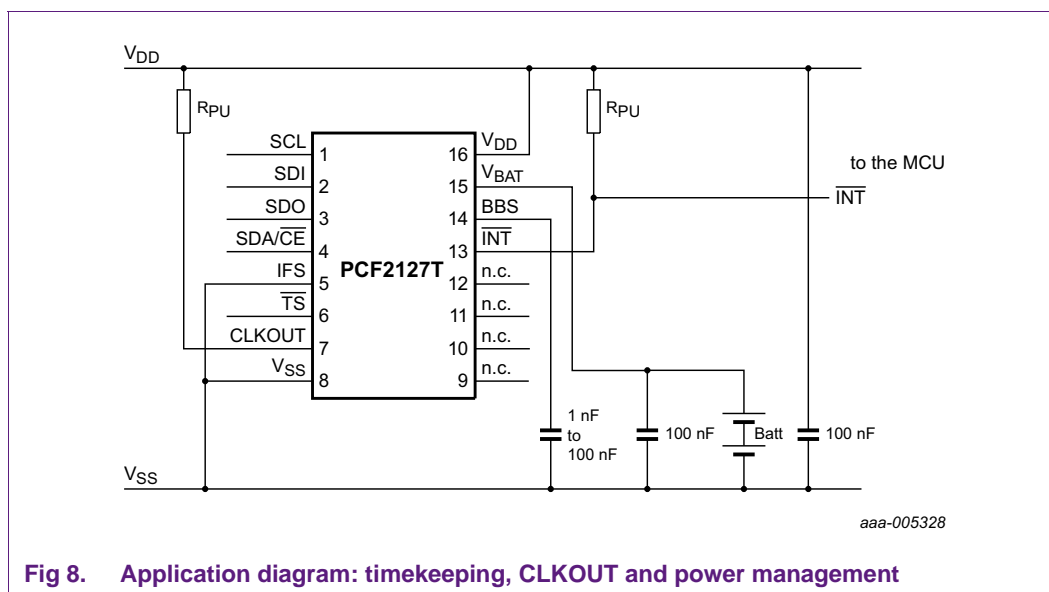 VDD
RPU
RPU
SCL 1
SDI 2
SDO 3
SDA/CE 4
IFS 5
TS 6
CLKOUT 7
VSS 8
PCF2127T
16 VDD
15 VBAT
14 BBS
13 INT
12 n.c.
11 n.c.
10 n.c.
9 n.c.
to the MCU
INT
1 nF
to
100 nF
100 nF
Batt
100 nF
VSS
aaa-005328
Fig 8. Application diagram: timekeeping, CLKOUT and power management